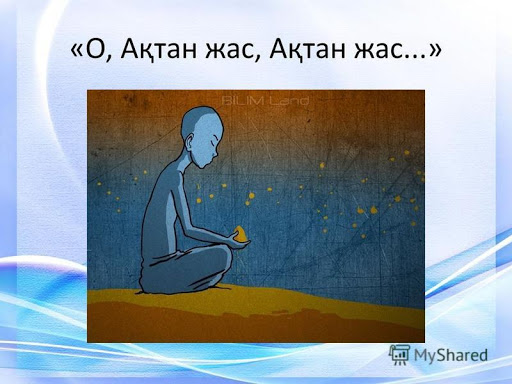 «О, Ақтан жас, Ақтан жас...»
BILIM Land
MyShared